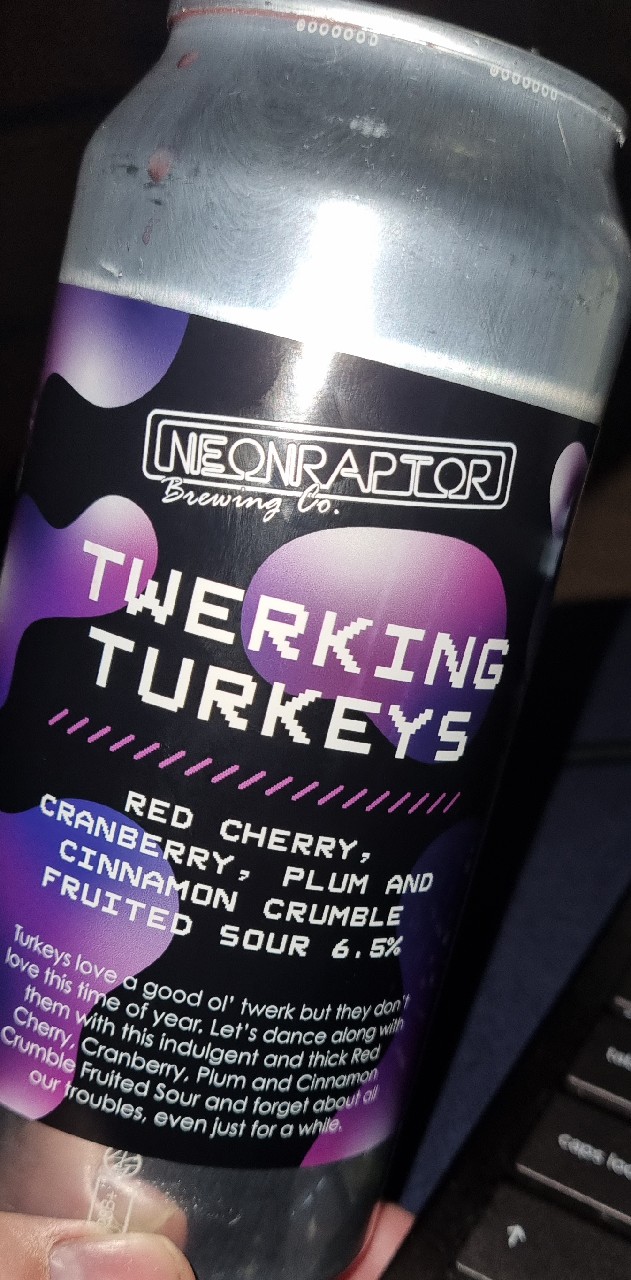 NEONRAPTOR
Brewing Co.
TWERKING
TURKEYS
RED CHERRY,
CRANBERRY, PLUM AND
CINNAMON CRUMBLE
FRUITED SOUR 6.5%
Turkeys love a good ol' twerk but they don't
love this time of year. Let's dance along with
them with this indulgent and thick Red
Cherry, Cranberry, Plum and Cinnamon
Crumble Fruited Sour and forget about all
our troubles, even just for a while.
caps